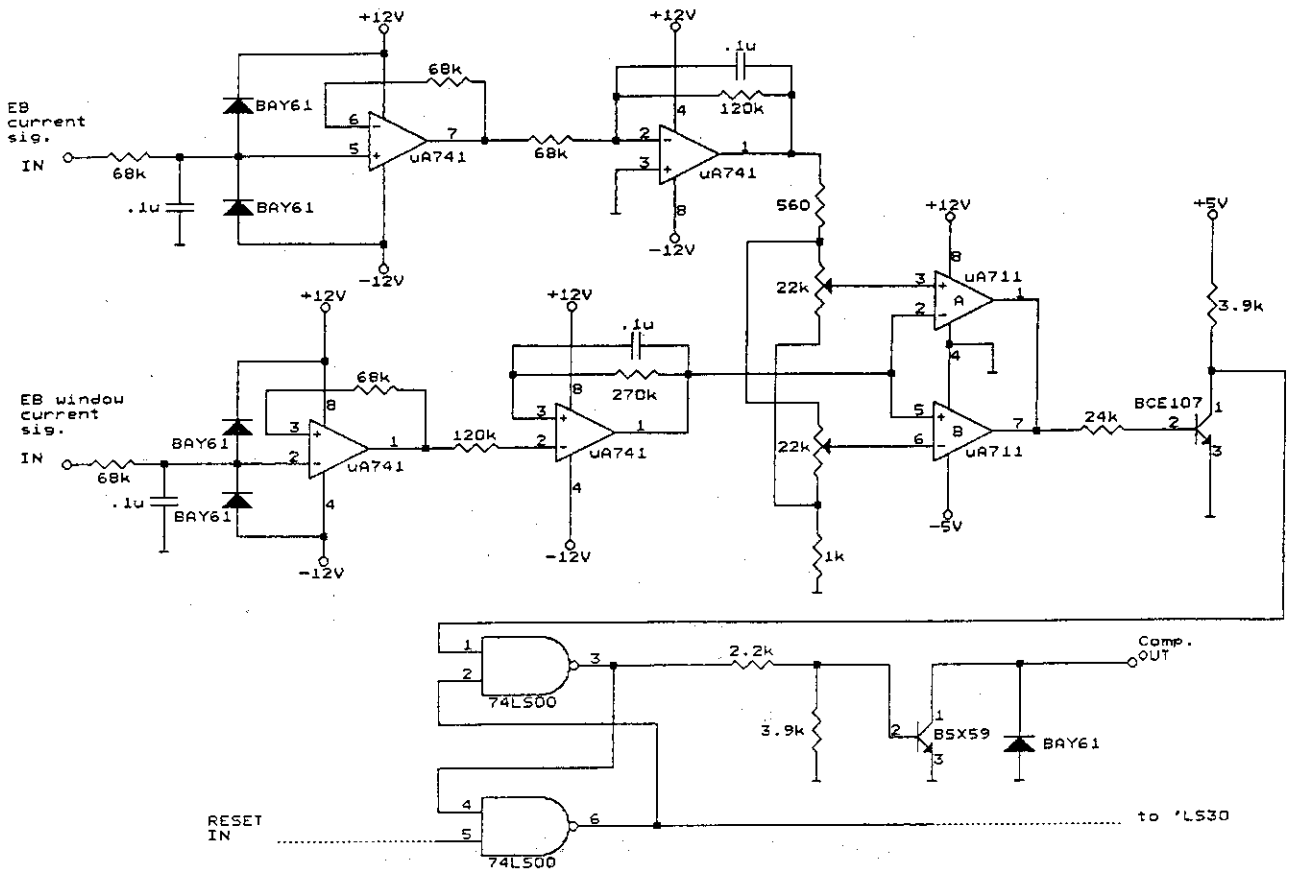 +12V
+12V
.1u
68k
120k
EB
current
sig.
IN
BAY61
68k
6
5
-
+
7
uA741
4
68k
2
3
-
+
1
uA741
8
BAY61
.1u
-12V
-12V
560
+12V
+5V
22k
8
3
2
+
-
A
1
uA711
3.9k
4
+12V
+12V
.1u
270k
68k
EB window
current
sig.
IN
BAY61
68k
8
3
2
+
-
1
uA741
120k
8
3
2
+
-
1
uA741
22k
5
6
+
-
B
7
uA711
24k
BCE107
2
1
3
.1u
BAY61
4
4
-12V
-12V
-5V
1k
1
2
3
74LS00
2.2k
3.9k
2
1
BSX59
3
BAY61
Comp.
OUT
4
5
6
74LS00
RESET
IN
to 'LS30